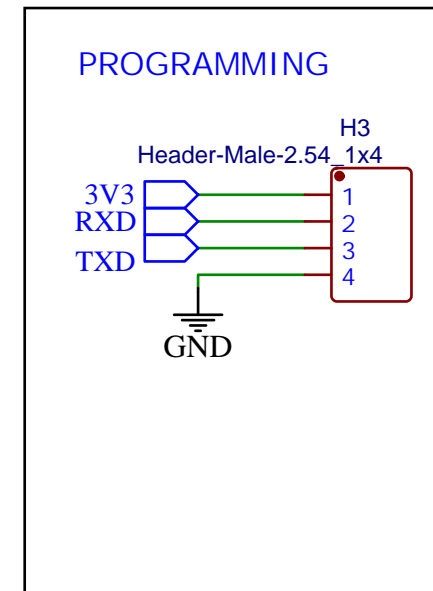 PROGRAMMING
H3
Header-Male-2.54_1x4
3V3
1
RXD
2
TXD
3
4
GND